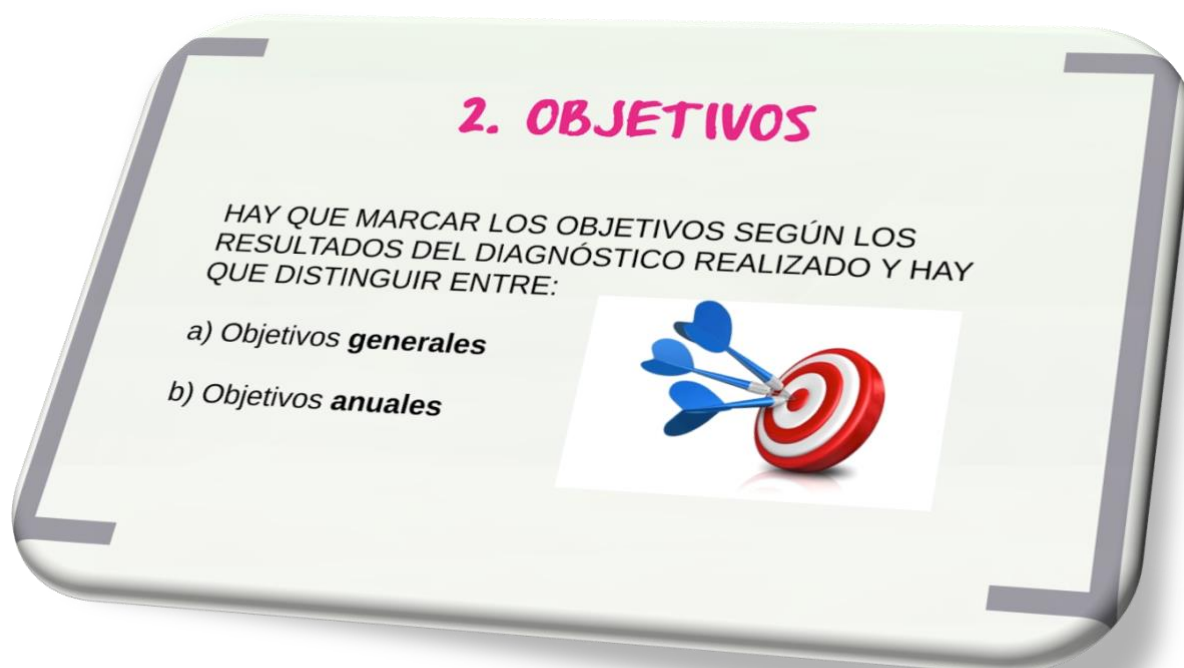 2. OBJETIVOS
HAY QUE MARCAR LOS OBJETIVOS SEGÚN LOS
RESULTADOS DEL DIAGNÓSTICO REALIZADO Y HAY
QUE DISTINGUIR ENTRE:
a) Objetivos generales
b) Objetivos anuales